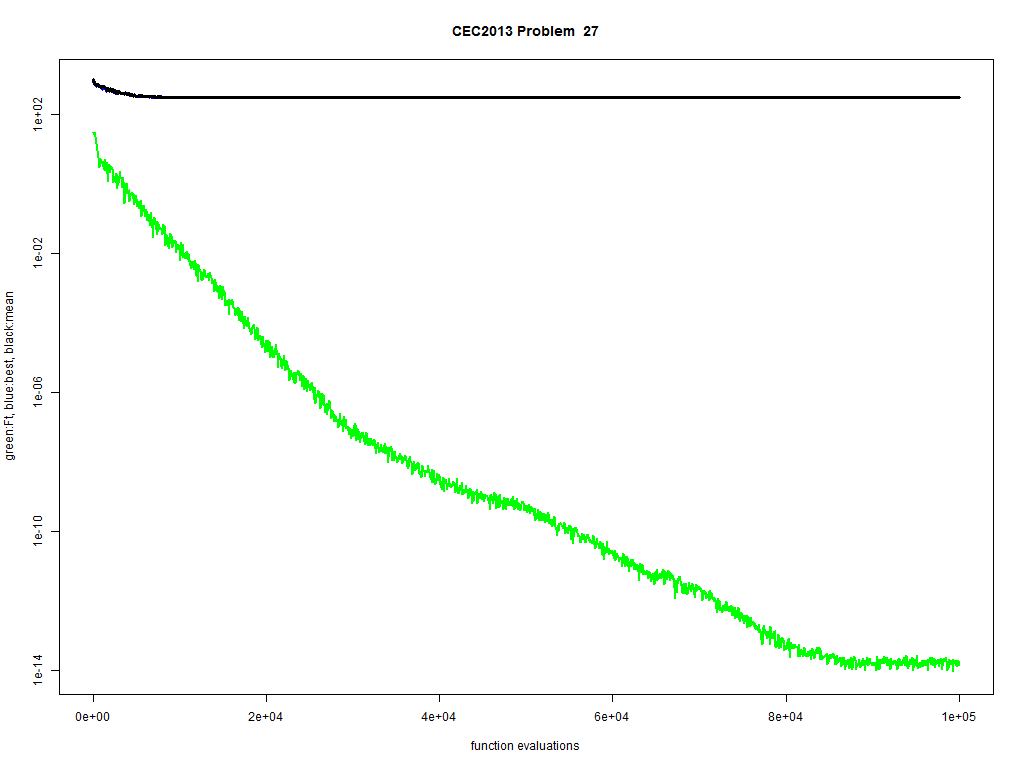 CEC2013 Problem  27
green:Ft, blue:best, black:mean
1e+02
1e-02
1e-06
1e-10
1e-14
0e+00 2e+04 4e+04 6e+04 8e+04 1e+05
function evaluations